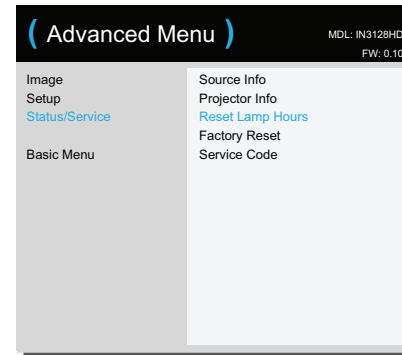 ( Advanced Menu )
MDL: IN3128HD
FW: 0.10
Image
Setup
Status/Service
Basic Menu
Source Info
Projector Info
Reset Lamp Hours
Factory Reset
Service Code